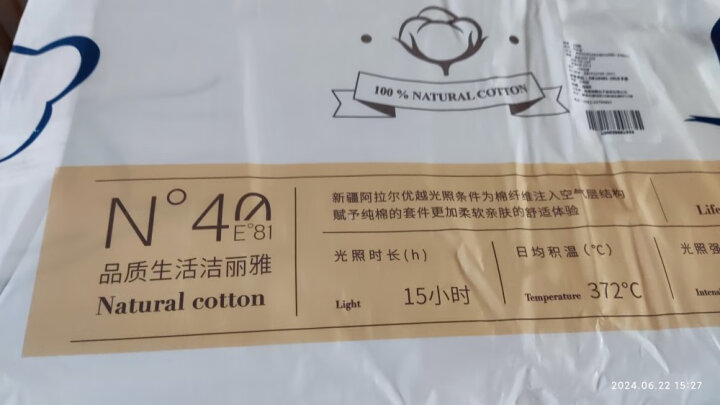 100 % NATURAL COTTON
N°40
E°81
品质生活洁丽雅
Natural cotton
新疆阿拉尔优越光照条件为棉纤维注入空气层结构
赋予纯棉的套件更加柔软亲肤的舒适体验
光照时长(h)
Light
15小时
日均积温(℃)
Temperature
372℃
光照强
Intensi
Life
2024.06.22 15:27